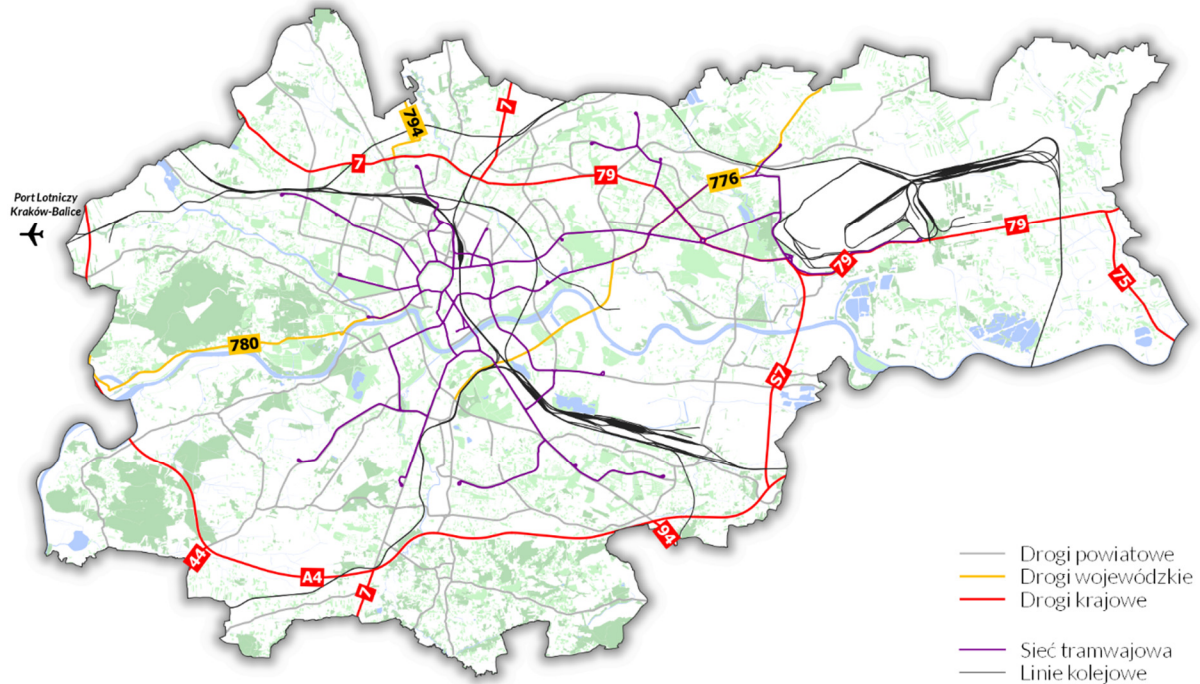 7
794
7
79
776
Port Lotniczy
Kraków-Balice
79
79
75
780
S7
44
A4
94
7
Drogi powiatowe
Drogi wojewódzkie
Drogi krajowe
Sieć tramwajowa
Linie kolejowe